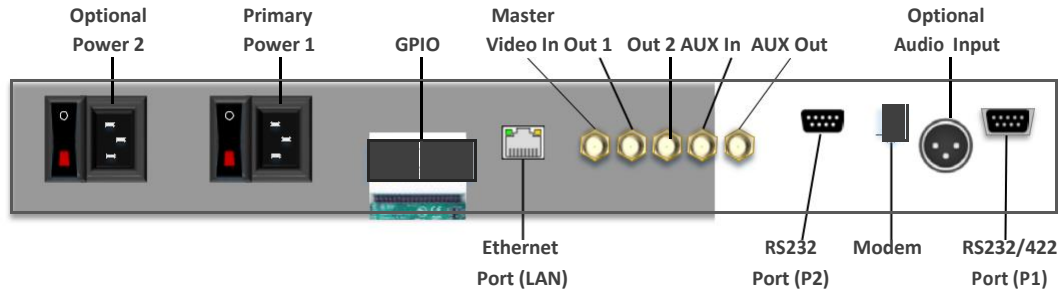 Optional Primary Master Optional
Power 2 Power 1 GPIO Video In Out 1 Out 2 AUX In AUX Out Audio Input
Ethernet RS232 Modem RS232/422
Port (LAN) Port (P2) Port (P1)